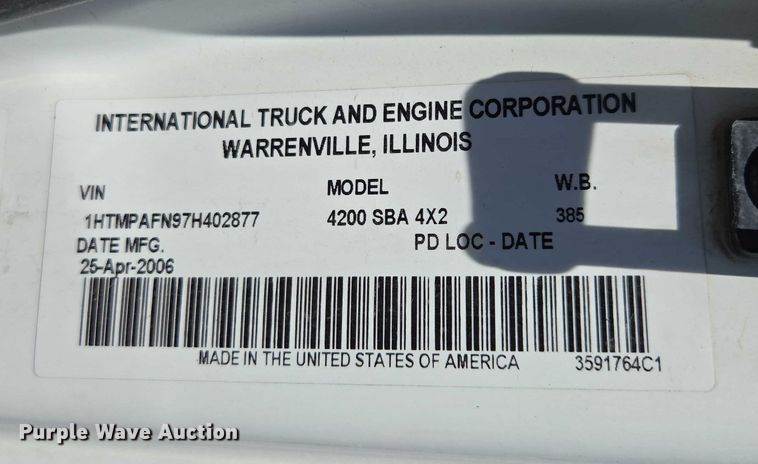 INTERNATIONAL TRUCK AND ENGINE CORPORATION
WARRENVILLE, ILLINOIS
VIN MODEL W.B.
1HTMPAFN97H402877 4200 SBA 4X2 385
DATE MFG. PD LOC - DATE
25-Apr-2006
MADE IN THE UNITED STATES OF AMERICA 3591764C1
Purple Wave Auction